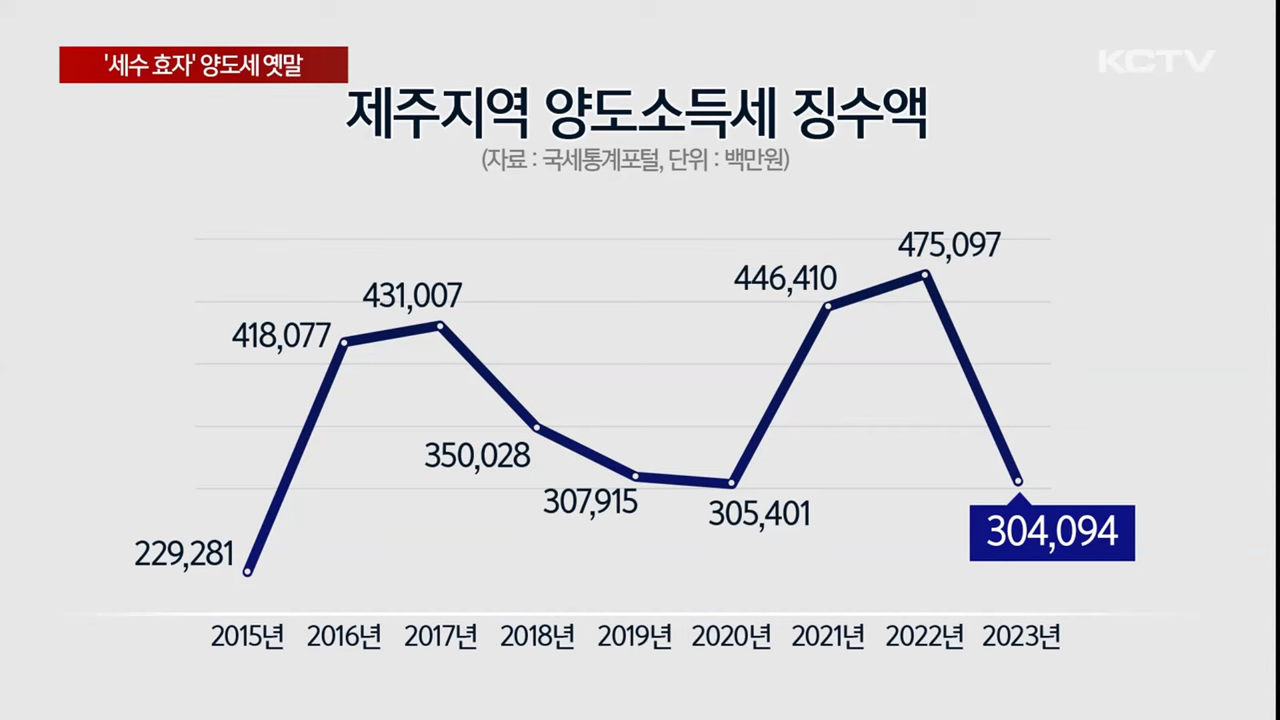 '세수 효자' 양도세 옛말
KCTV
제주지역 양도소득세 징수액
(자료 : 국세통계포털, 단위 : 백만원)
475,097
446,410
431,007
418,077
350,028
307,915
305,401
304,094
229,281
2015년 2016년 2017년 2018년 2019년 2020년 2021년 2022년 2023년